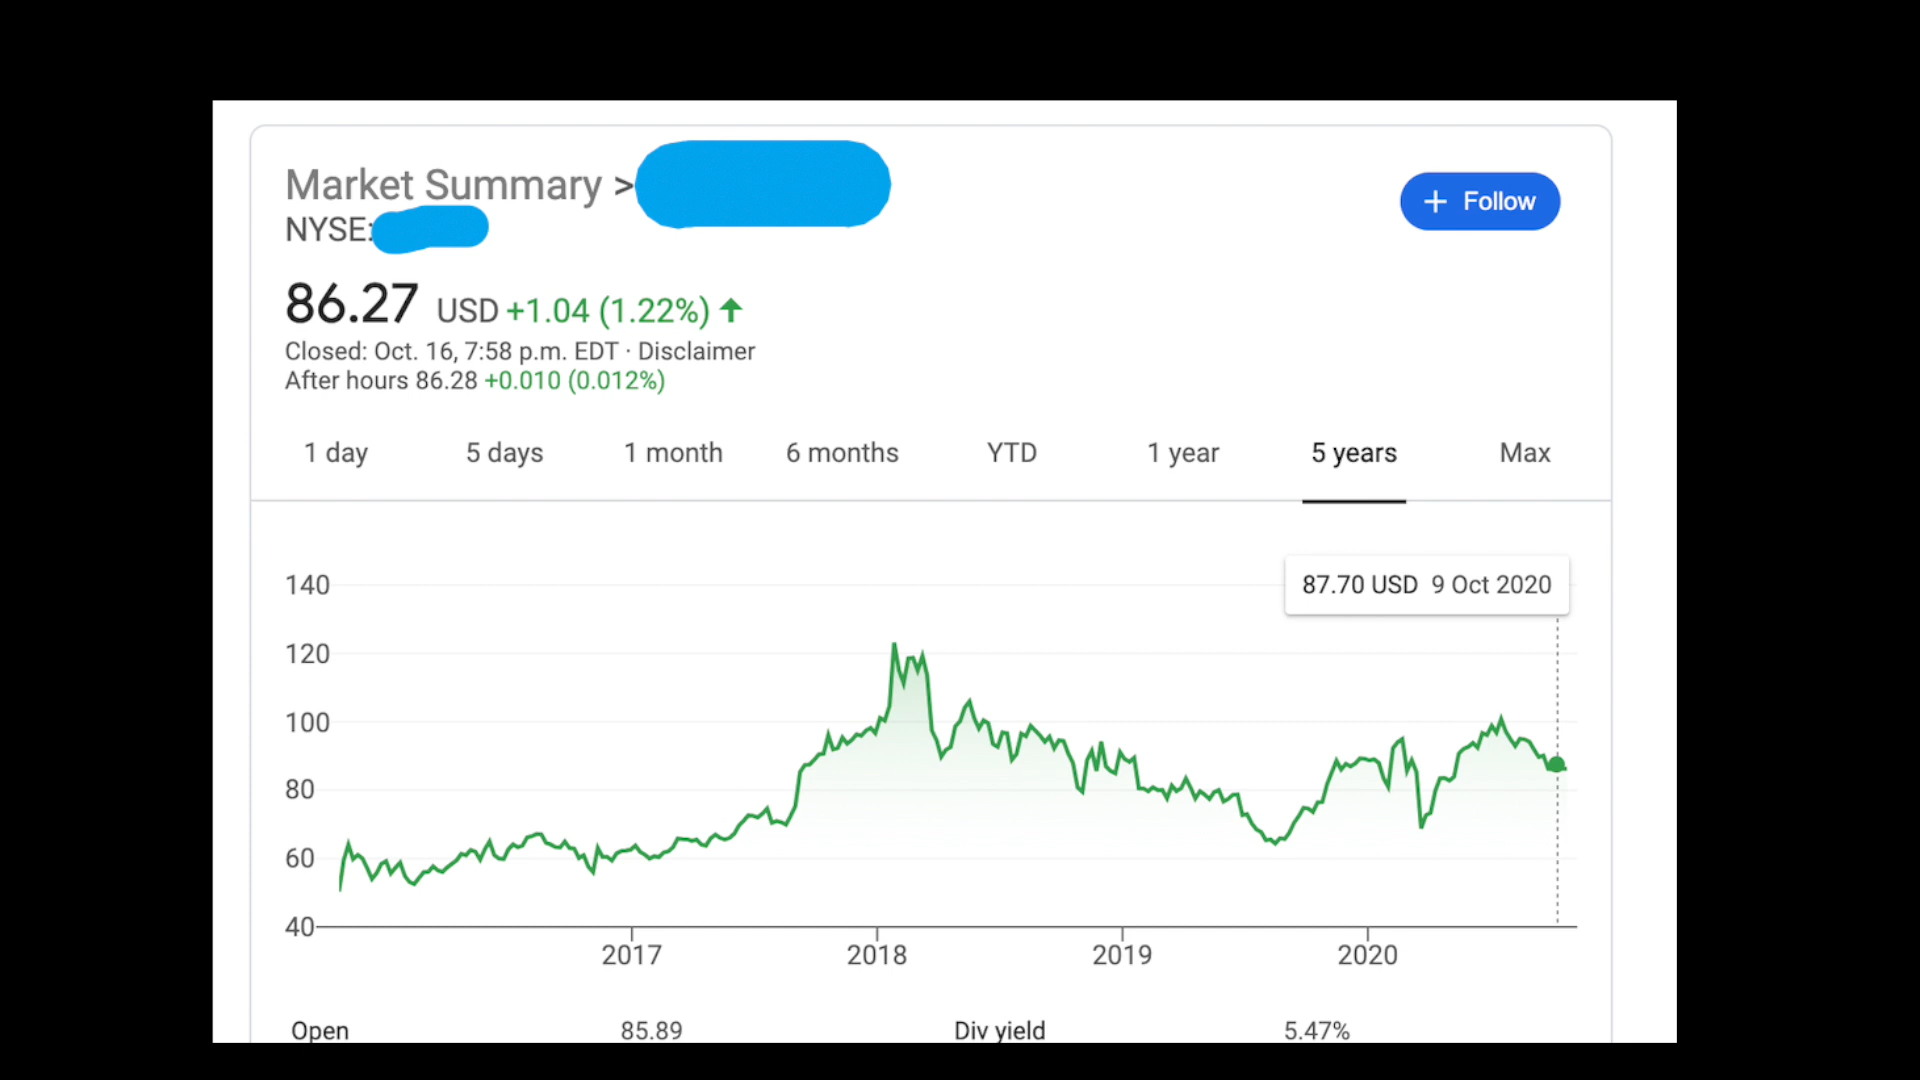 Market Summary >
NYSE:
86.27 USD +1.04 (1.22%)
Closed: Oct. 16, 7:58 p.m. EDT · Disclaimer
After hours 86.28 +0.010 (0.012%)
+ Follow
1 day 5 days 1 month 6 months YTD 1 year 5 years Max
87.70 USD 9 Oct 2020
140
120
100
80
60
40
2017 2018 2019 2020
Open 85.89 Div yield 5.47%